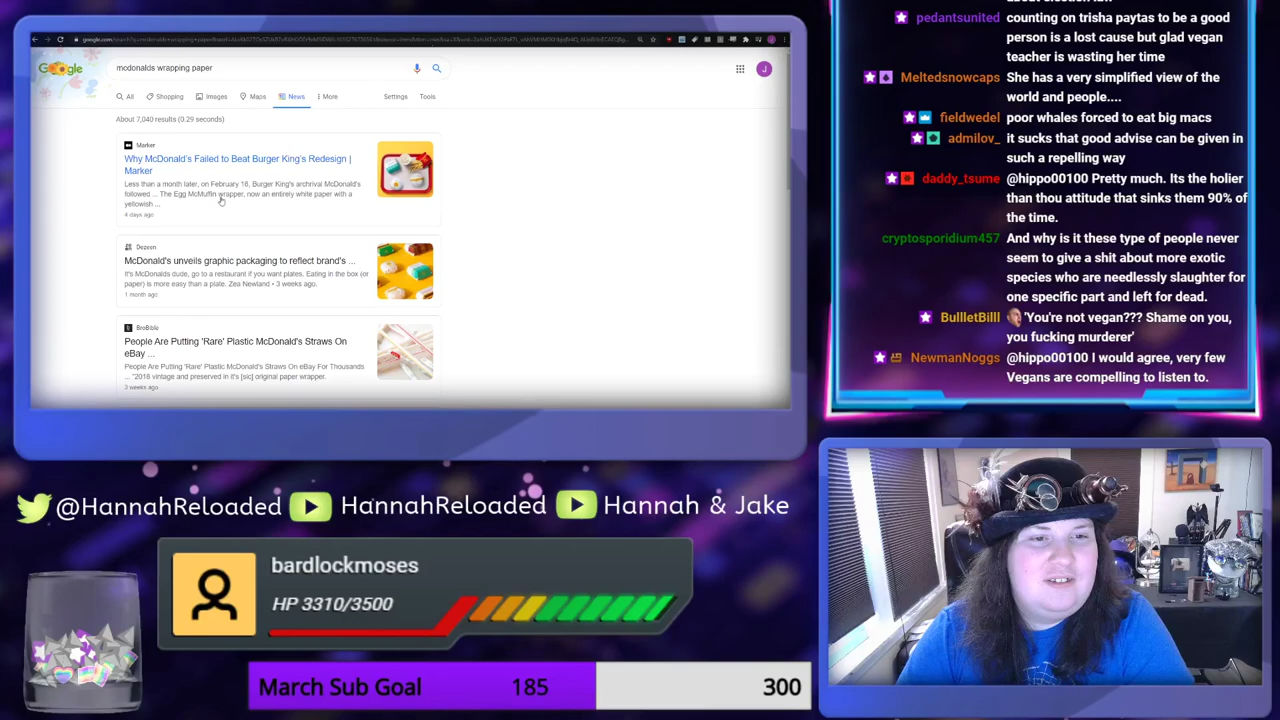 Google
mcdonalds wrapping paper
All Shopping Images Maps News More Settings Tools
About 7,040 results (0.29 seconds)
Marker
Why McDonald's Failed to Beat Burger King's Redesign |
Marker
Less than a month later, on February 16, Burger King's archrival McDonald's
followed ... The Egg McMuffin wrapper, now an entirely white paper with a
yellowish ...
4 days ago
Dezeen
McDonald's unveils graphic packaging to reflect brand's ...
It's McDonalds dude, go to a restaurant if you want plates. Eating in the box (or
paper) is more easy than a plate. Zea Newland • 3 weeks ago.
1 month ago
BroBible
People Are Putting 'Rare' Plastic McDonald's Straws On
eBay ...
People Are Putting 'Rare' Plastic McDonald's Straws On eBay For Thousands
... "2018 vintage and preserved in it's [sic] original paper wrapper.
3 weeks ago
pedantsunited counting on trisha paytas to be a good
person is a lost cause but glad vegan
teacher is wasting her time
Meltedsnowcaps She has a very simplified view of the
world and people....
fieldwedel poor whales forced to eat big macs
admilov_ it sucks that good advise can be given in
such a repelling way
daddy_tsume @hippo00100 Pretty much. Its the holier
than thou attitude that sinks them 90% of
the time.
cryptosporidium457 And why is it these type of people never
seem to give a shit about more exotic
species who are needlessly slaughter for
one specific part and left for dead.
BullletBilll 'You're not vegan??? Shame on you,
you fucking murderer'
NewmanNoggs @hippo00100 I would agree, very few
Vegans are compelling to listen to.
@HannahReloaded HannahReloaded Hannah & Jake
bardlockmoses
HP 3310/3500
March Sub Goal 185 300